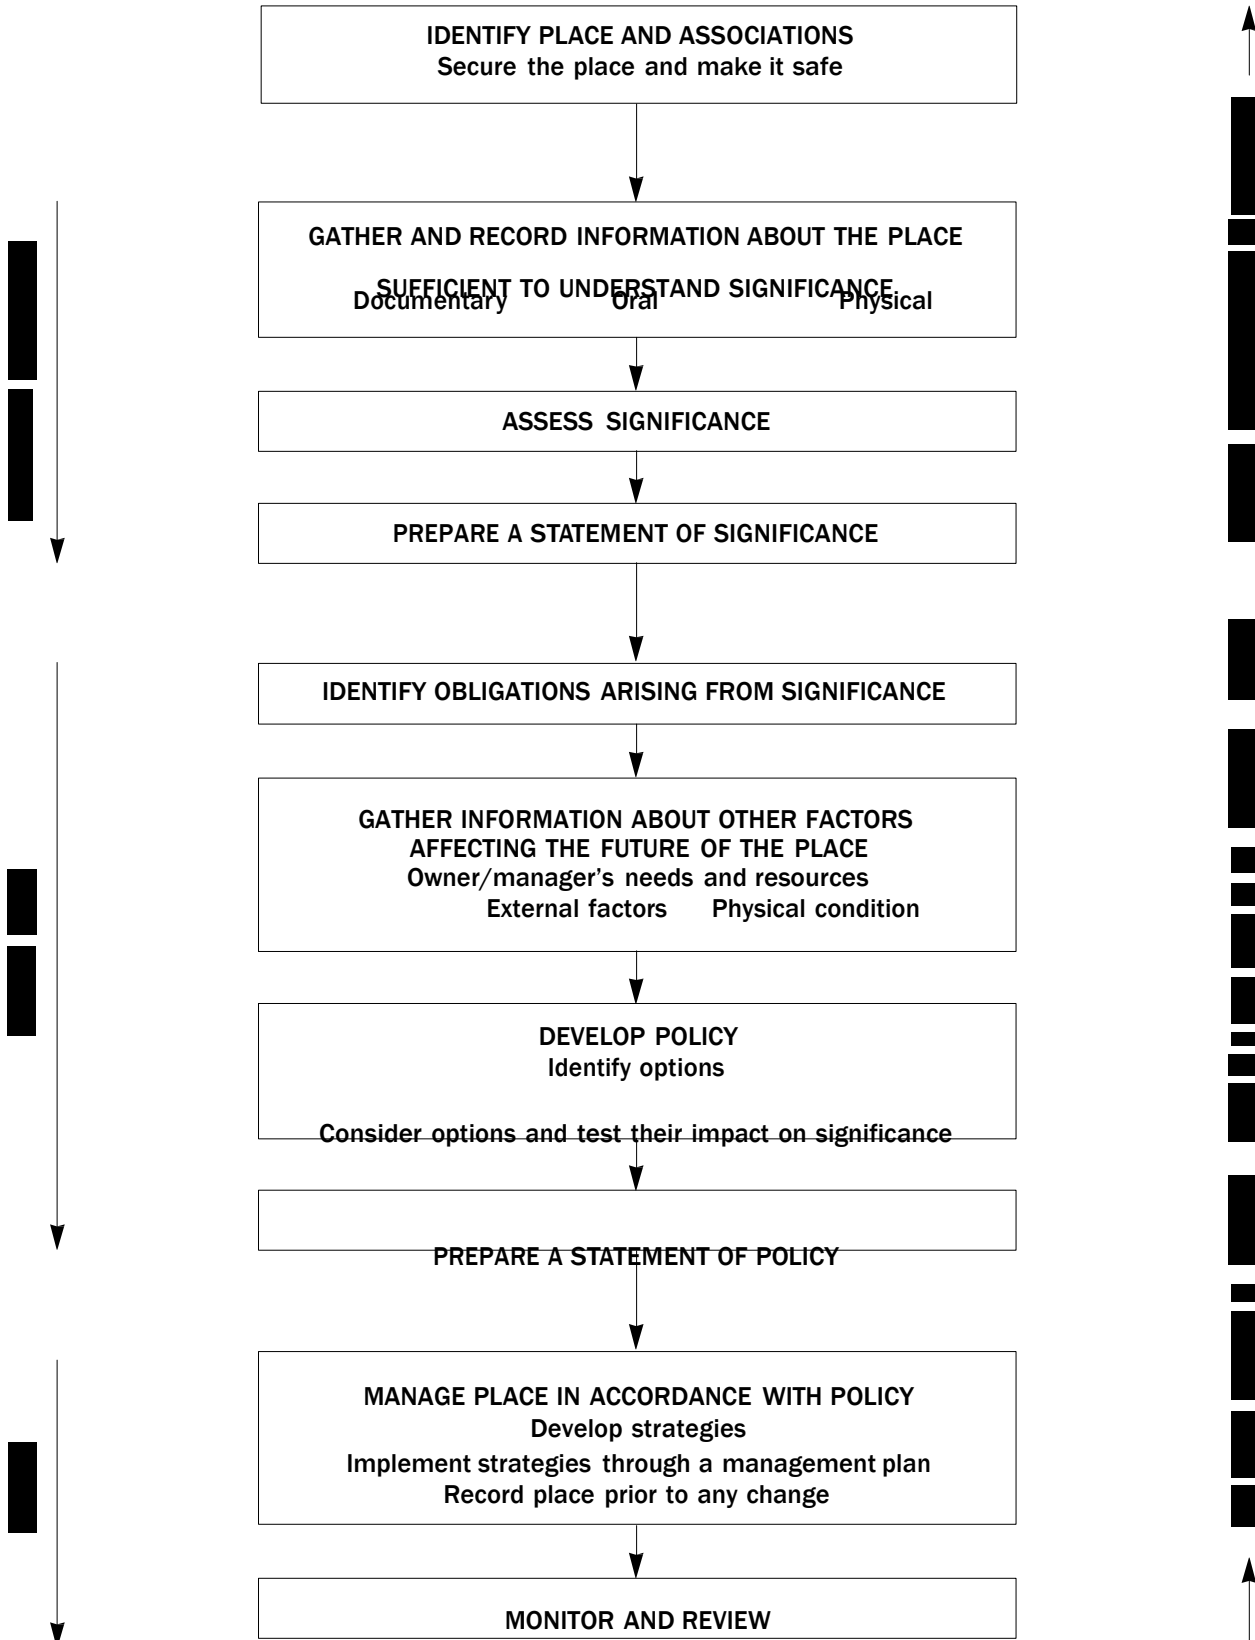 IDENTIFY PLACE AND ASSOCIATIONS
Secure the place and make it safe
GATHER AND RECORD INFORMATION ABOUT THE PLACE
SUFFICIENT TO UNDERSTAND SIGNIFICANCE
Documentary Oral Physical
ASSESS SIGNIFICANCE
PREPARE A STATEMENT OF SIGNIFICANCE
IDENTIFY OBLIGATIONS ARISING FROM SIGNIFICANCE
GATHER INFORMATION ABOUT OTHER FACTORS
AFFECTING THE FUTURE OF THE PLACE
Owner/manager’s needs and resources
External factors Physical condition
DEVELOP POLICY
Identify options
Consider options and test their impact on significance
PREPARE A STATEMENT OF POLICY
MANAGE PLACE IN ACCORDANCE WITH POLICY
Develop strategies
Implement strategies through a management plan
Record place prior to any change
MONITOR AND REVIEW